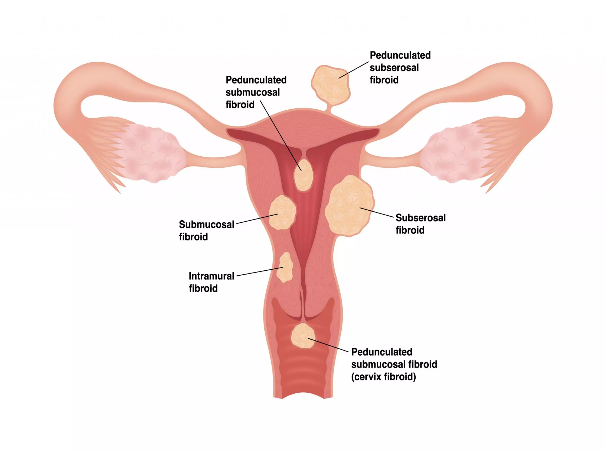 Pedunculated
subserosal
fibroid
Pedunculated
submucosal
fibroid
Submucosal
fibroid
Subserosal
fibroid
Intramural
fibroid
Pedunculated
submucosal fibroid
(cervix fibroid)